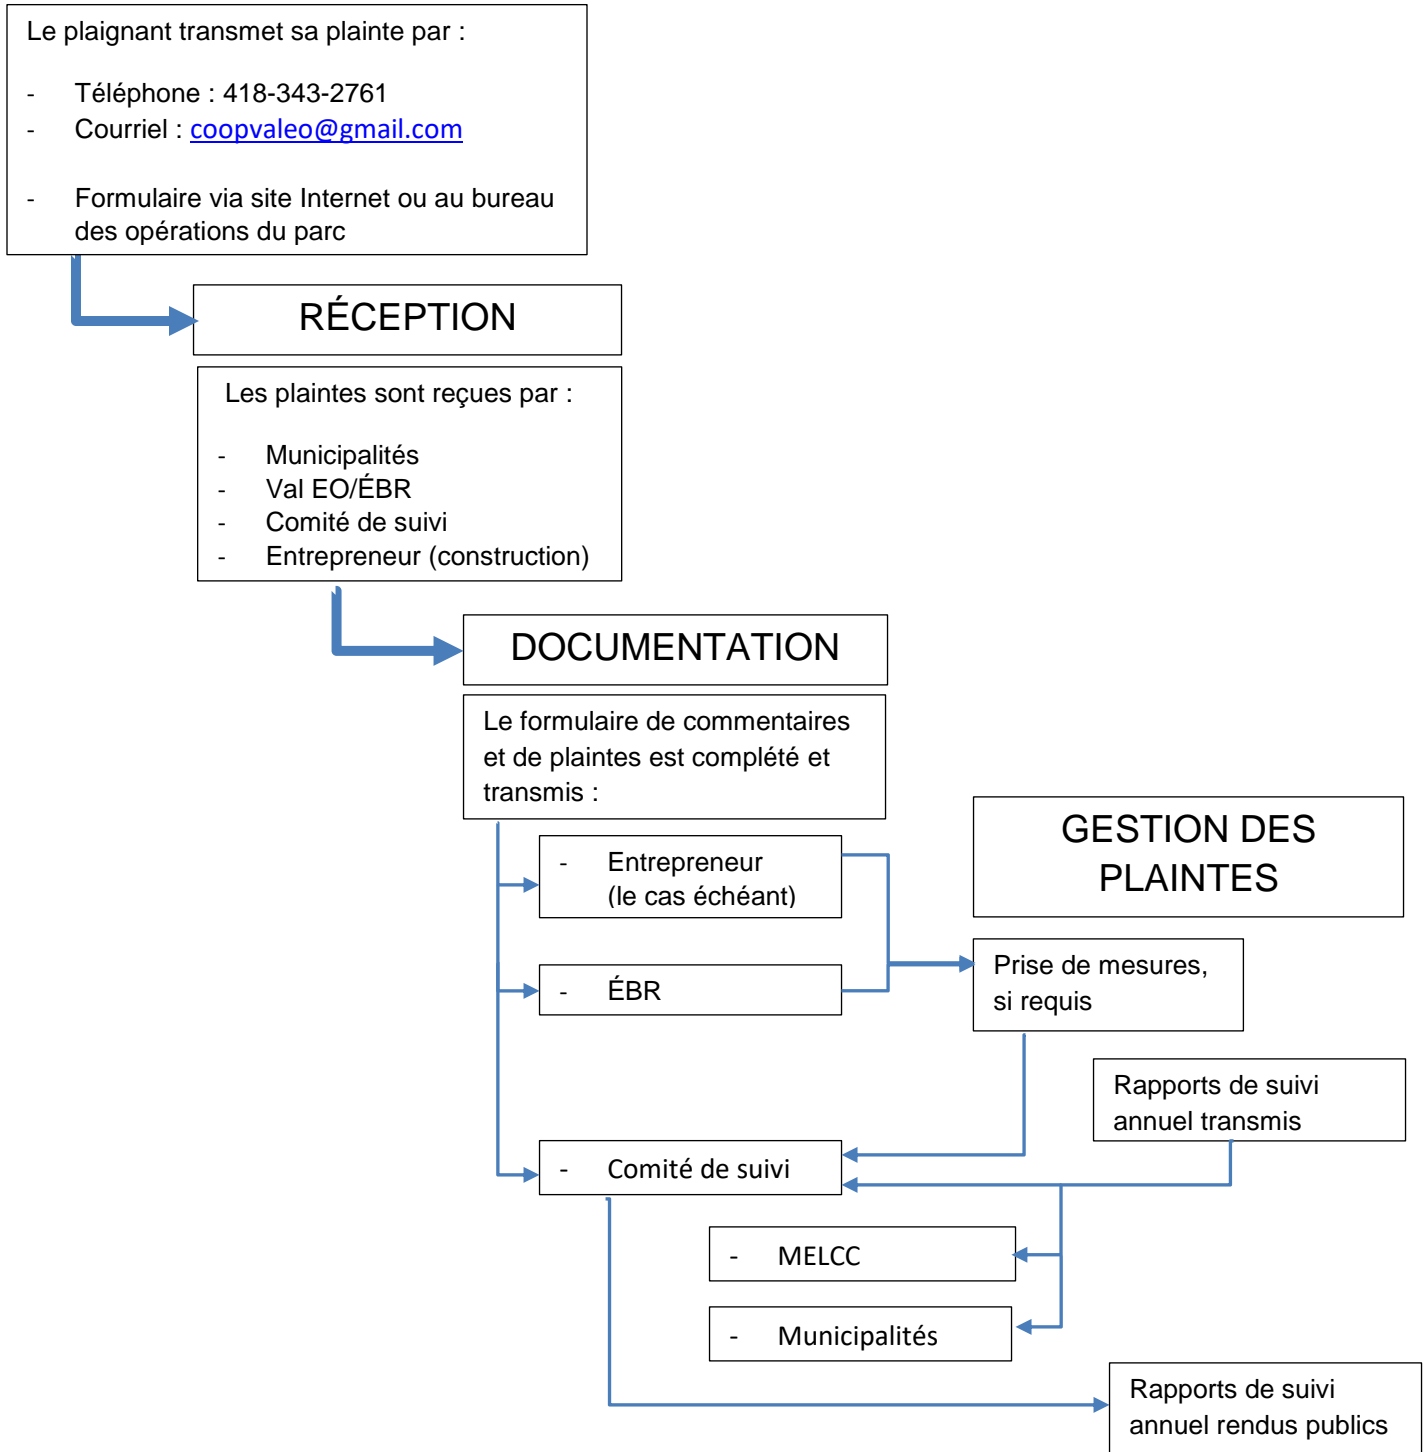 Le plaignant transmet sa plainte par :
- Téléphone : 418-343-2761
- Courriel : coopvaleo@gmail.com
- Formulaire via site Internet ou au bureau
des opérations du parc
RÉCEPTION
Les plaintes sont reçues par :
- Municipalités
- Val EO/ÉBR
- Comité de suivi
- Entrepreneur (construction)
DOCUMENTATION
Le formulaire de commentaires
et de plaintes est complété et
transmis :
- Entrepreneur
(le cas échéant)
- ÉBR
GESTION DES
PLAINTES
Prise de mesures,
si requis
Rapports de suivi
annuel transmis
- Comité de suivi
- MELCC
- Municipalités
Rapports de suivi
annuel rendus publics